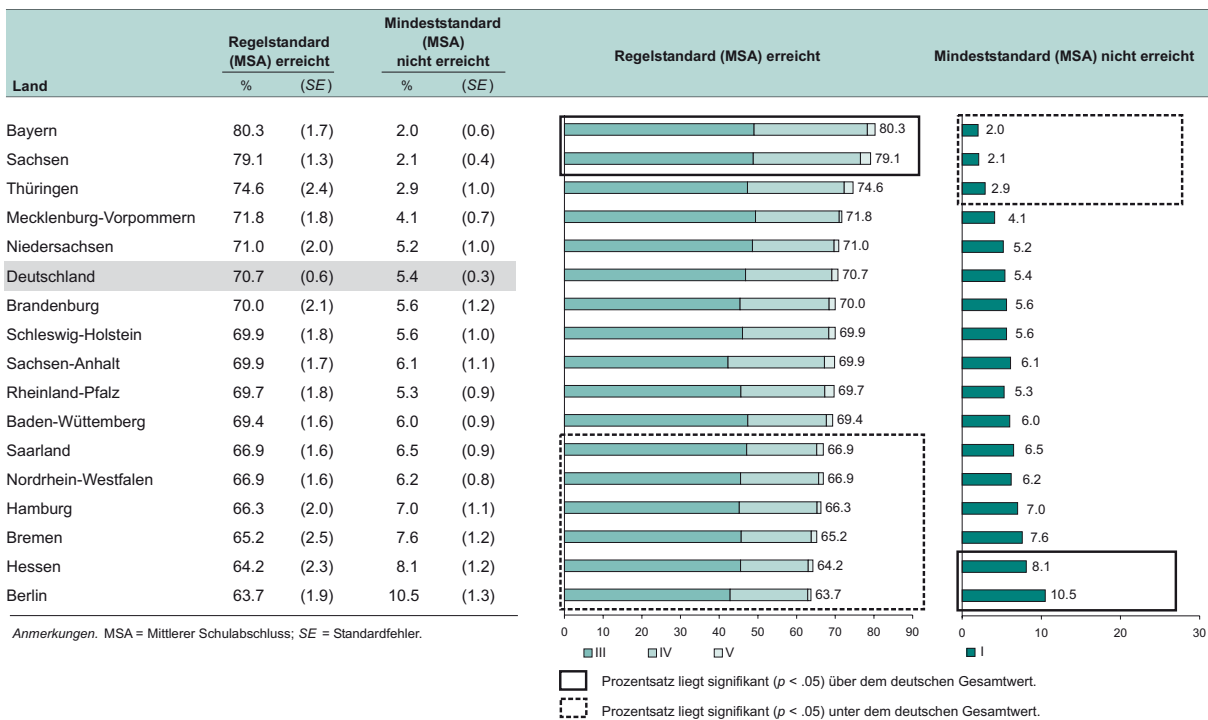 Mindeststandard
Regelstandard (MSA)
(MSA) erreicht nicht erreicht Regelstandard (MSA) erreicht Mindeststandard (MSA) nicht erreicht
Land % (SE) % (SE)
Bayern 80.3 (1.7) 2.0 (0.6) 80.3 2.0
Sachsen 79.1 (1.3) 2.1 (0.4) 79.1 2.1
Thüringen 74.6 (2.4) 2.9 (1.0) 74.6 2.9
Mecklenburg-Vorpommern 71.8 (1.8) 4.1 (0.7) 71.8 4.1
Niedersachsen 71.0 (2.0) 5.2 (1.0) 71.0 5.2
Deutschland 70.7 (0.6) 5.4 (0.3) 70.7 5.4
Brandenburg 70.0 (2.1) 5.6 (1.2) 70.0 5.6
Schleswig-Holstein 69.9 (1.8) 5.6 (1.0) 69.9 5.6
Sachsen-Anhalt 69.9 (1.7) 6.1 (1.1) 69.9 6.1
Rheinland-Pfalz 69.7 (1.8) 5.3 (0.9) 69.7 5.3
Baden-Wüttemberg 69.4 (1.6) 6.0 (0.9) 69.4 6.0
Saarland 66.9 (1.6) 6.5 (0.9) 66.9 6.5
Nordrhein-Westfalen 66.9 (1.6) 6.2 (0.8) 66.9 6.2
Hamburg 66.3 (2.0) 7.0 (1.1) 66.3 7.0
Bremen 65.2 (2.5) 7.6 (1.2) 65.2 7.6
Hessen 64.2 (2.3) 8.1 (1.2) 64.2 8.1
Berlin 63.7 (1.9) 10.5 (1.3) 63.7 10.5
Anmerkungen. MSA = Mittlerer Schulabschluss; SE = Standardfehler.
0 10 20 30 40 50 60 70 80 90 0 10 20 30
III IV V I
Prozentsatz liegt signifikant (p < .05) über dem deutschen Gesamtwert.
Prozentsatz liegt signifikant (p < .05) unter dem deutschen Gesamtwert.